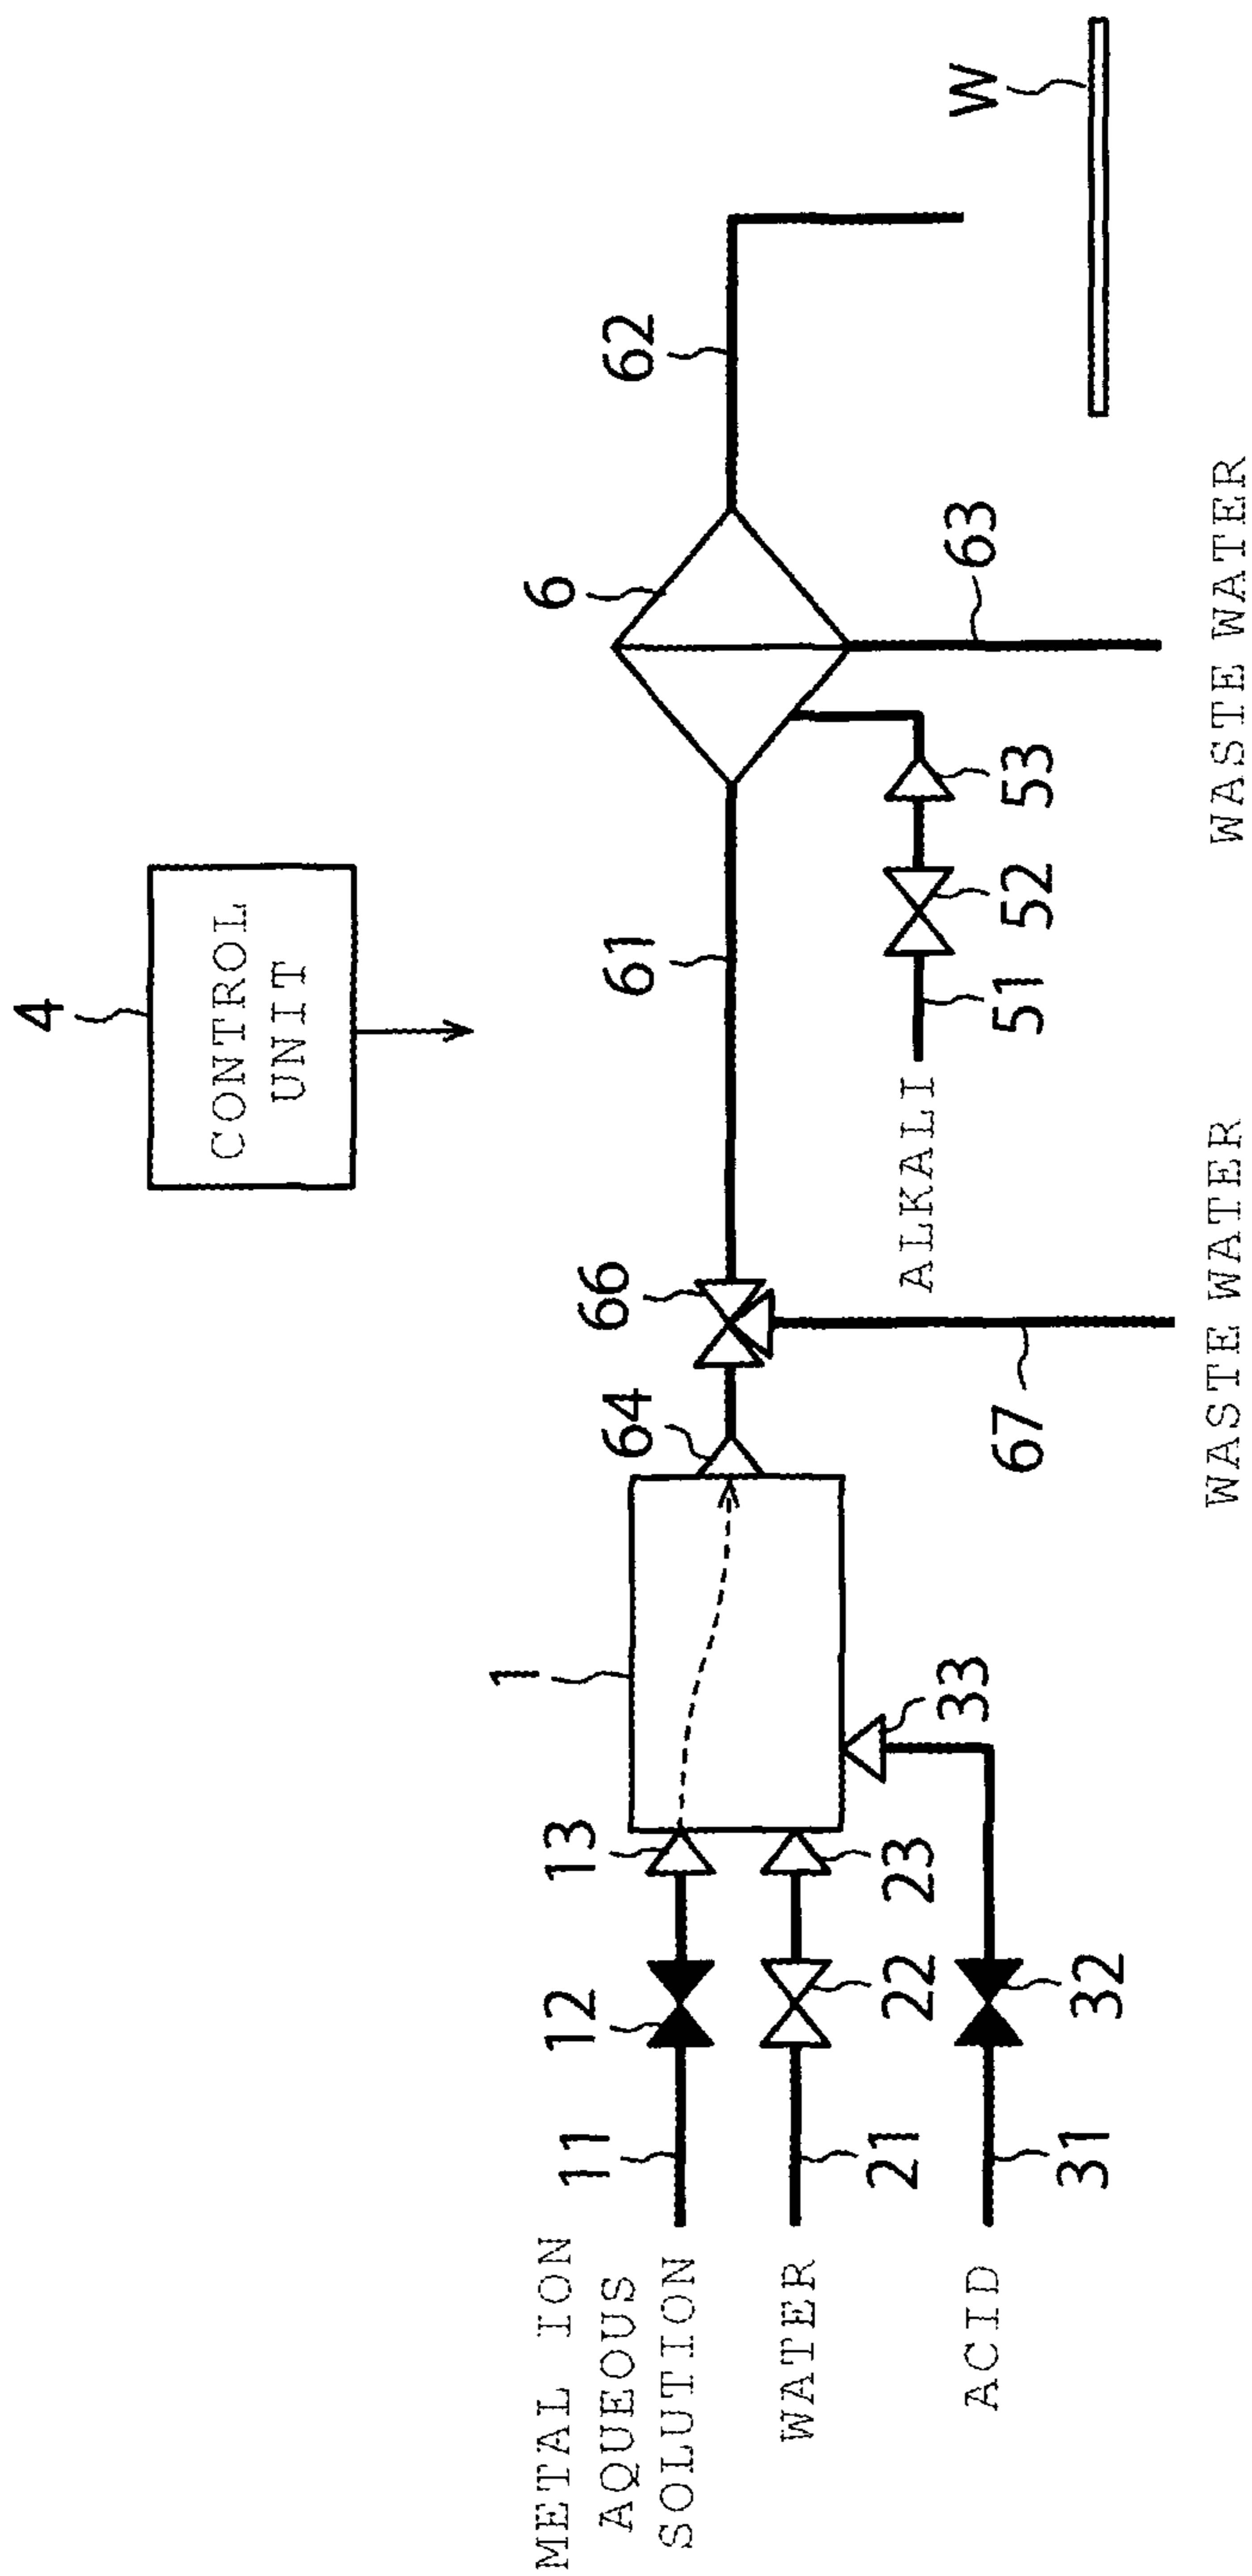 4
CONTROL
UNIT
METAL ION
AQUEOUS
SOLUTION
11
12
13
1
64
66
61
6
62
W
WATER
21
22
23
33
ACID
31
32
67
WASTE WATER
ALKALI
51
52
53
63
WASTE WATER